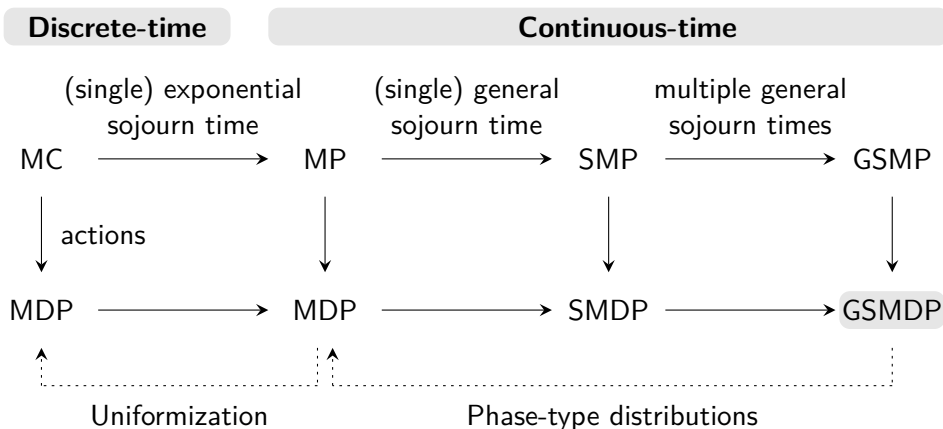 Discrete-time Continuous-time
(single) exponential (single) general multiple general
sojourn time sojourn time sojourn times
MC MP SMP GSMP
actions
MDP MDP SMDP GSMDP
Uniformization Phase-type distributions